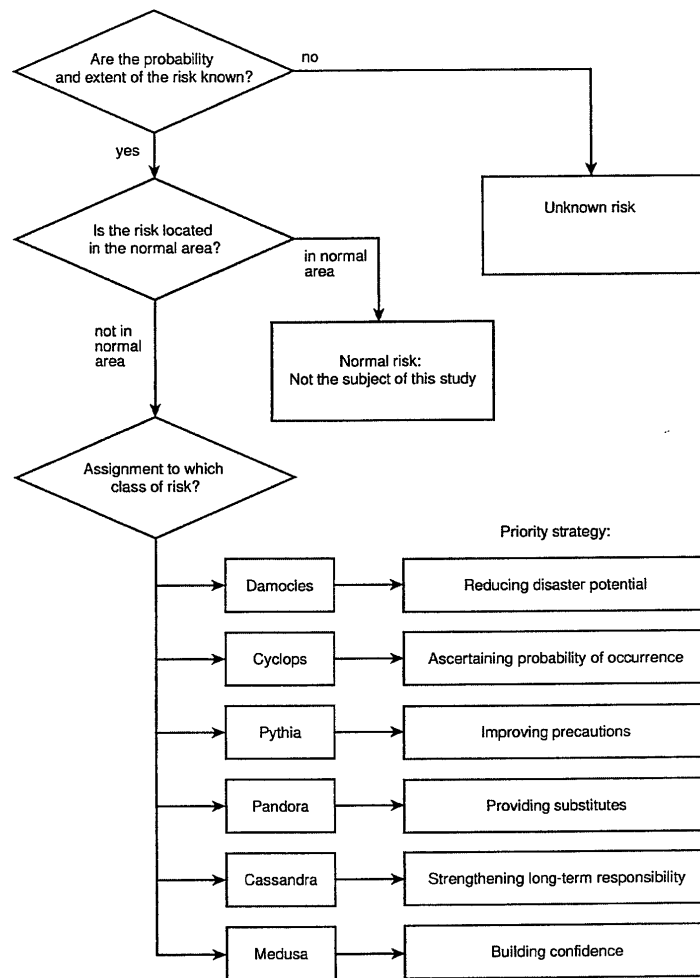 Are the probability
and extent of the risk known?
no
yes
Unknown risk
Is the risk located
in the normal area?
in normal
area
not in
normal
area
Normal risk:
Not the subject of this study
Assignment to which
class of risk?
Priority strategy:
Damocles
Reducing disaster potential
Cyclops
Ascertaining probability of occurrence
Pythia
Improving precautions
Pandora
Providing substitutes
Cassandra
Strengthening long-term responsibility
Medusa
Building confidence